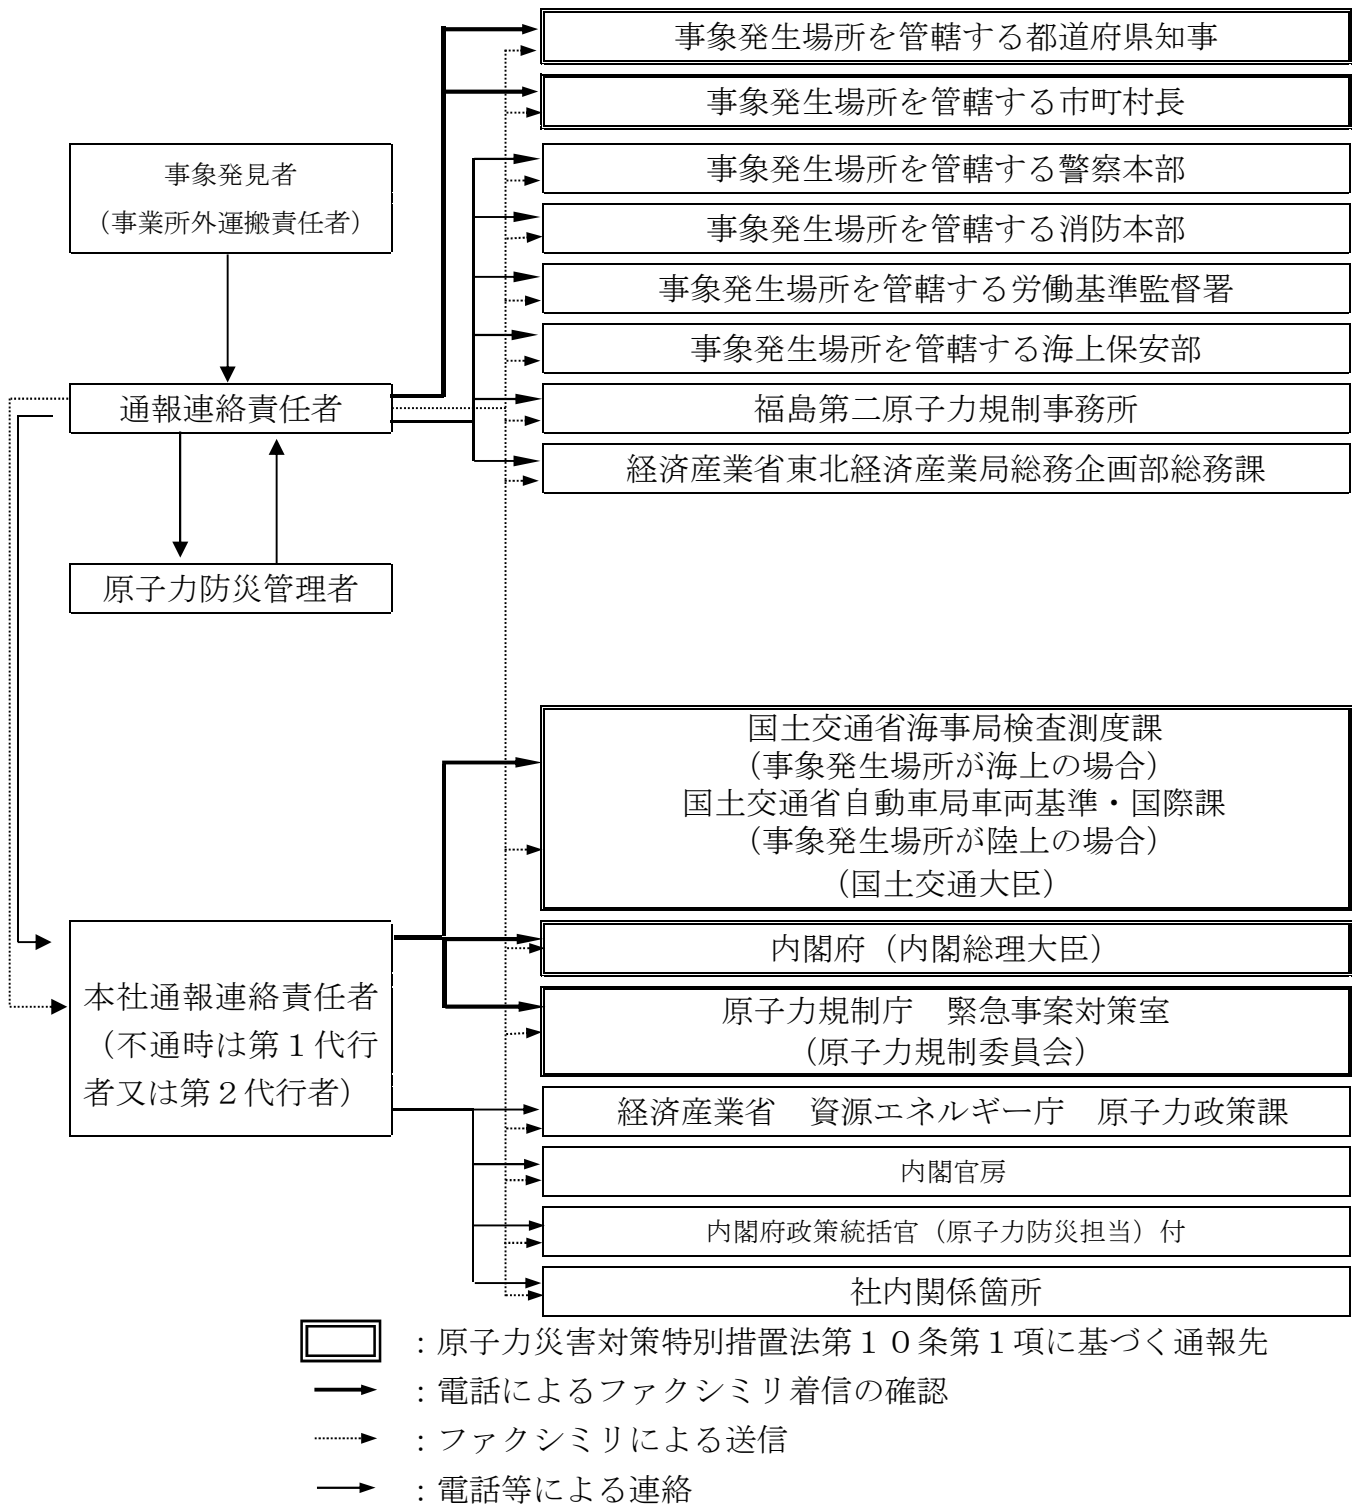 事象発生場所を管轄する都道府県知事
事象発生場所を管轄する市町村長
事象発見者
（事業所外運搬責任者）
事象発生場所を管轄する警察本部
事象発生場所を管轄する消防本部
事象発生場所を管轄する労働基準監督署
事象発生場所を管轄する海上保安部
通報連絡責任者
福島第二原子力規制事務所
経済産業省東北経済産業局総務企画部総務課
原子力防災管理者
国土交通省海事局検査測度課
（事象発生場所が海上の場合）
国土交通省自動車局車両基準・国際課
（事象発生場所が陸上の場合）
（国土交通大臣）
本社通報連絡責任者
（不通時は第１代行
者又は第２代行者）
内閣府（内閣総理大臣）
原子力規制庁　緊急事案対策室
（原子力規制委員会）
経済産業省　資源エネルギー庁　原子力政策課
内閣官房
内閣府政策統括官（原子力防災担当）付
社内関係箇所
：原子力災害対策特別措置法第１０条第１項に基づく通報先
：電話によるファクシミリ着信の確認
：ファクシミリによる送信
：電話等による連絡